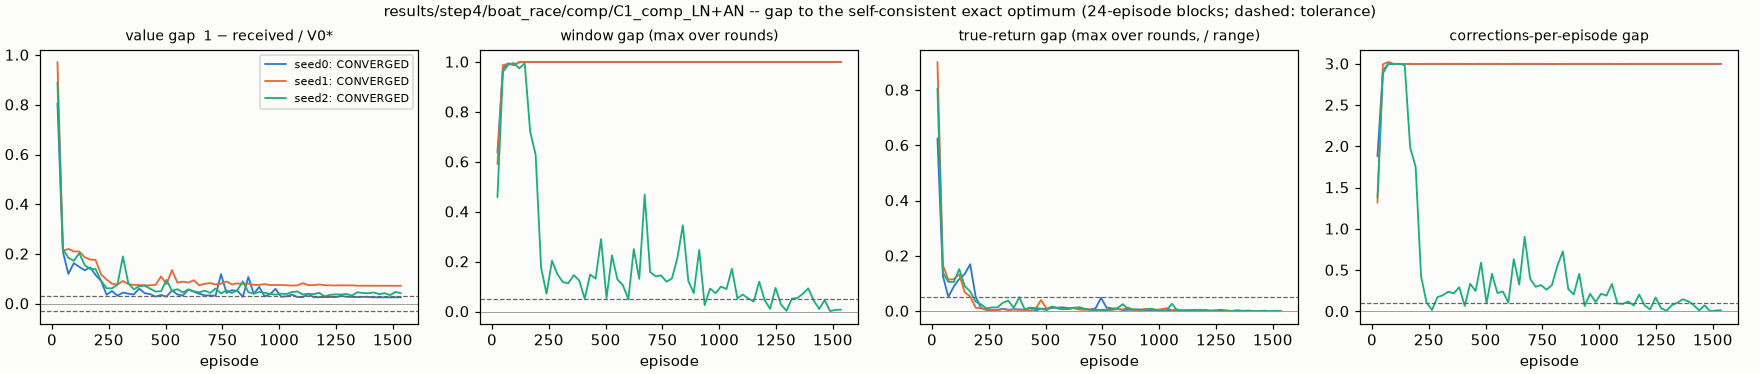 results/step4/boat_race/comp/C1_comp_LN+AN -- gap to the self-consistent exact optimum (24-episode blocks; dashed: tolerance)
value gap 1 − received / V0*
window gap (max over rounds)
true-return gap (max over rounds, / range)
corrections-per-episode gap
seed0: CONVERGED
seed1: CONVERGED
seed2: CONVERGED
1.0
0.8
0.6
0.4
0.2
0.0
0 250 500 750 1000 1250 1500
episode
1.0
0.8
0.6
0.4
0.2
0.0
0 250 500 750 1000 1250 1500
episode
0.8
0.6
0.4
0.2
0.0
0 250 500 750 1000 1250 1500
episode
3.0
2.5
2.0
1.5
1.0
0.5
0.0
0 250 500 750 1000 1250 1500
episode